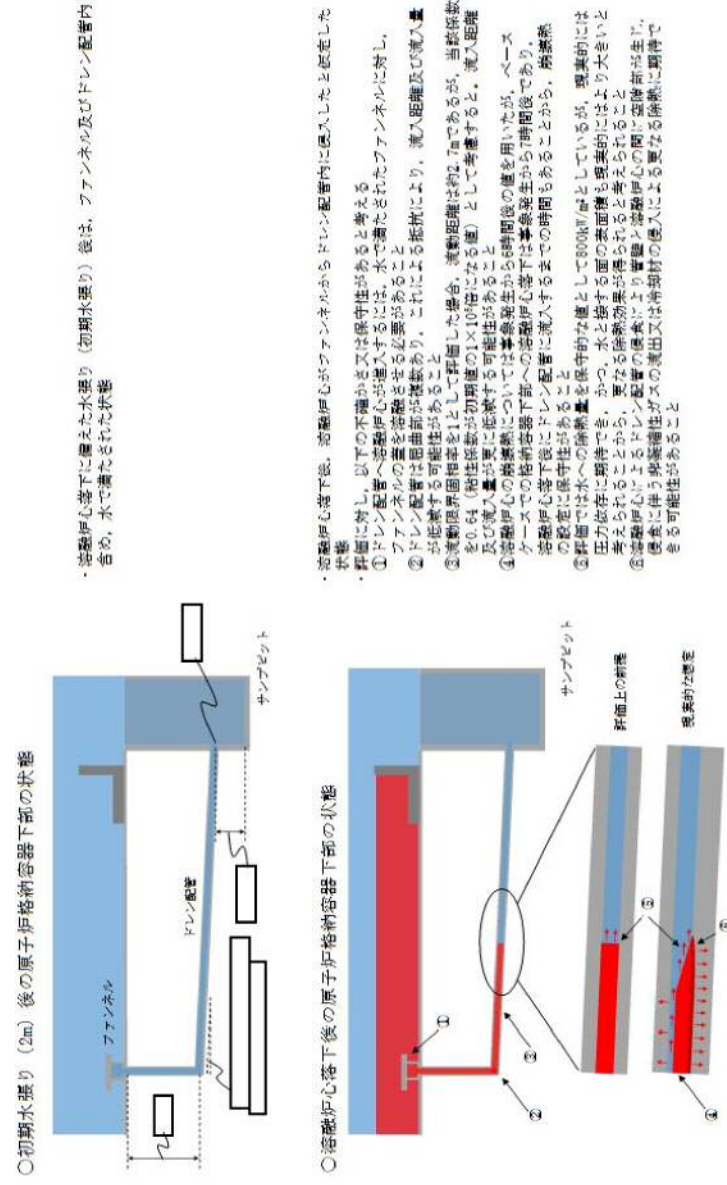 ○初期水張り（2m）後の原子炉格納容器下部の状態
ファンネル
ドレン配管
サンプピット
・溶融炉心落下に備えた水張り（初期水張り）後は，ファンネル及びドレン配管内
含め，水で満たされた状態
○溶融炉心落下後の原子炉格納容器下部の状態
①
②
③
サンプピット
評価上の前提
⑤
現実的な想定
④
⑥
・溶融炉心落下後，溶融炉心がファンネルからドレン配管内に侵入したと仮定した
状態
・評価に対し，以下の不確かさ又は保守性があると考える
①ドレン配管へ溶融炉心が進入するには，水で満たされたファンネルに対し，
ファンネルの蓋を溶融させる必要があること
②ドレン配管は屈曲部が複数あり，これによる抵抗により，流入距離及び流入量
が低減する可能性があること
③流動限界固相率を1として評価した場合，流動距離は約2.7mであるが，当該係数
を0.64（粘性係数が初期値の1×10 倍になる値）として考慮すると，流入距離
及び流入量が更に低減する可能性があること
④溶融炉心の崩壊熱については事象発生から6時間後の値を用いたが，ベース
ケースでの格納容器下部への溶融炉心落下は事象発生から7時間後であり，
溶融炉心落下後にドレン配管に流入するまでの時間もあることから，崩壊熱
の設定に保守性があること
⑤評価では水への除熱量を保守的な値として800kW/m²としているが，現実的には
圧力依存に期待でき，かつ，水と接する面の表面積も現実的にはより大きいと
考えられることから，更なる除熱効果が得られると考えられること
⑥溶融炉心によるドレン配管の侵食により管壁と溶融炉心の間に空隙部が生じ，
侵食に伴う発揮揮性ガスの流出又は冷却材の侵入による更なる除熱に期待で
きる可能性があること